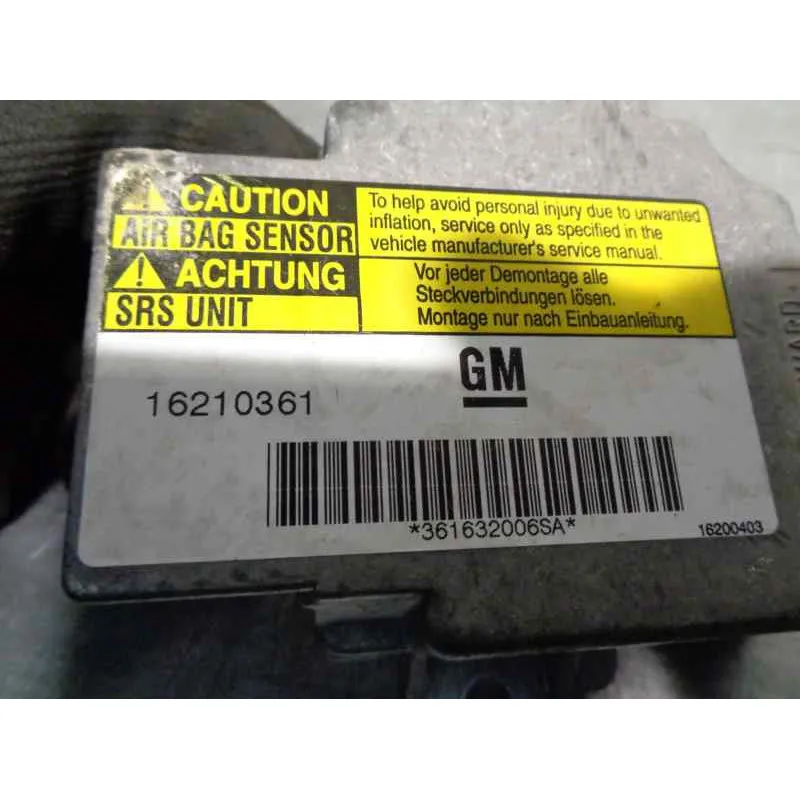 CAUTION
AIR BAG SENSOR
To help avoid personal injury due to unwanted
inflation, service only as specified in the
vehicle manufacturer's service manual.
ACHTUNG
SRS UNIT
Vor jeder Demontage alle
Steckverbindungen lösen.
Montage nur nach Einbauanleitung.
GM
16210361
*361632006SA*
16200403